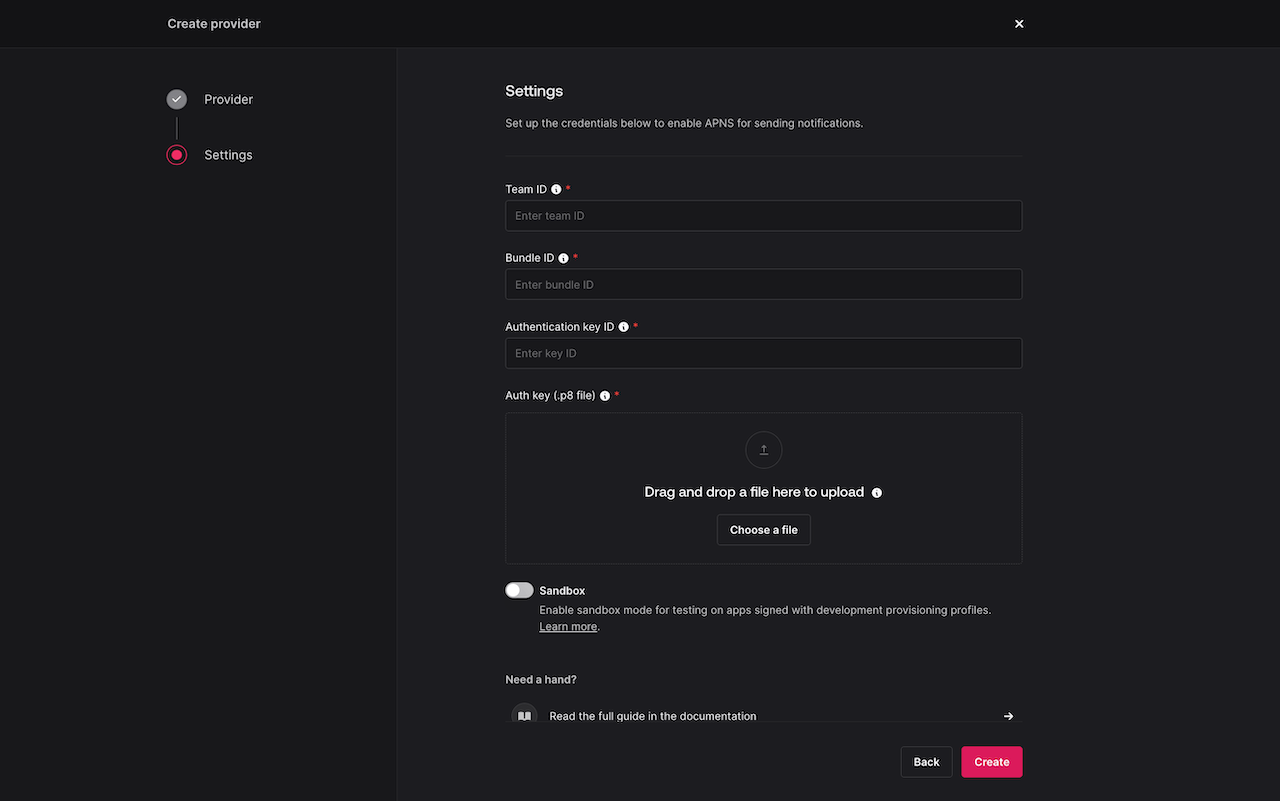 Create provider
Provider
Settings
Settings
Set up the credentials below to enable APNS for sending notifications.
Team ID *
Enter team ID
Bundle ID *
Enter bundle ID
Authentication key ID *
Enter key ID
Auth key (.p8 file) *
Drag and drop a file here to upload
Choose a file
Sandbox
Enable sandbox mode for testing on apps signed with development provisioning profiles.
Learn more.
Need a hand?
Read the full guide in the documentation
Back
Create